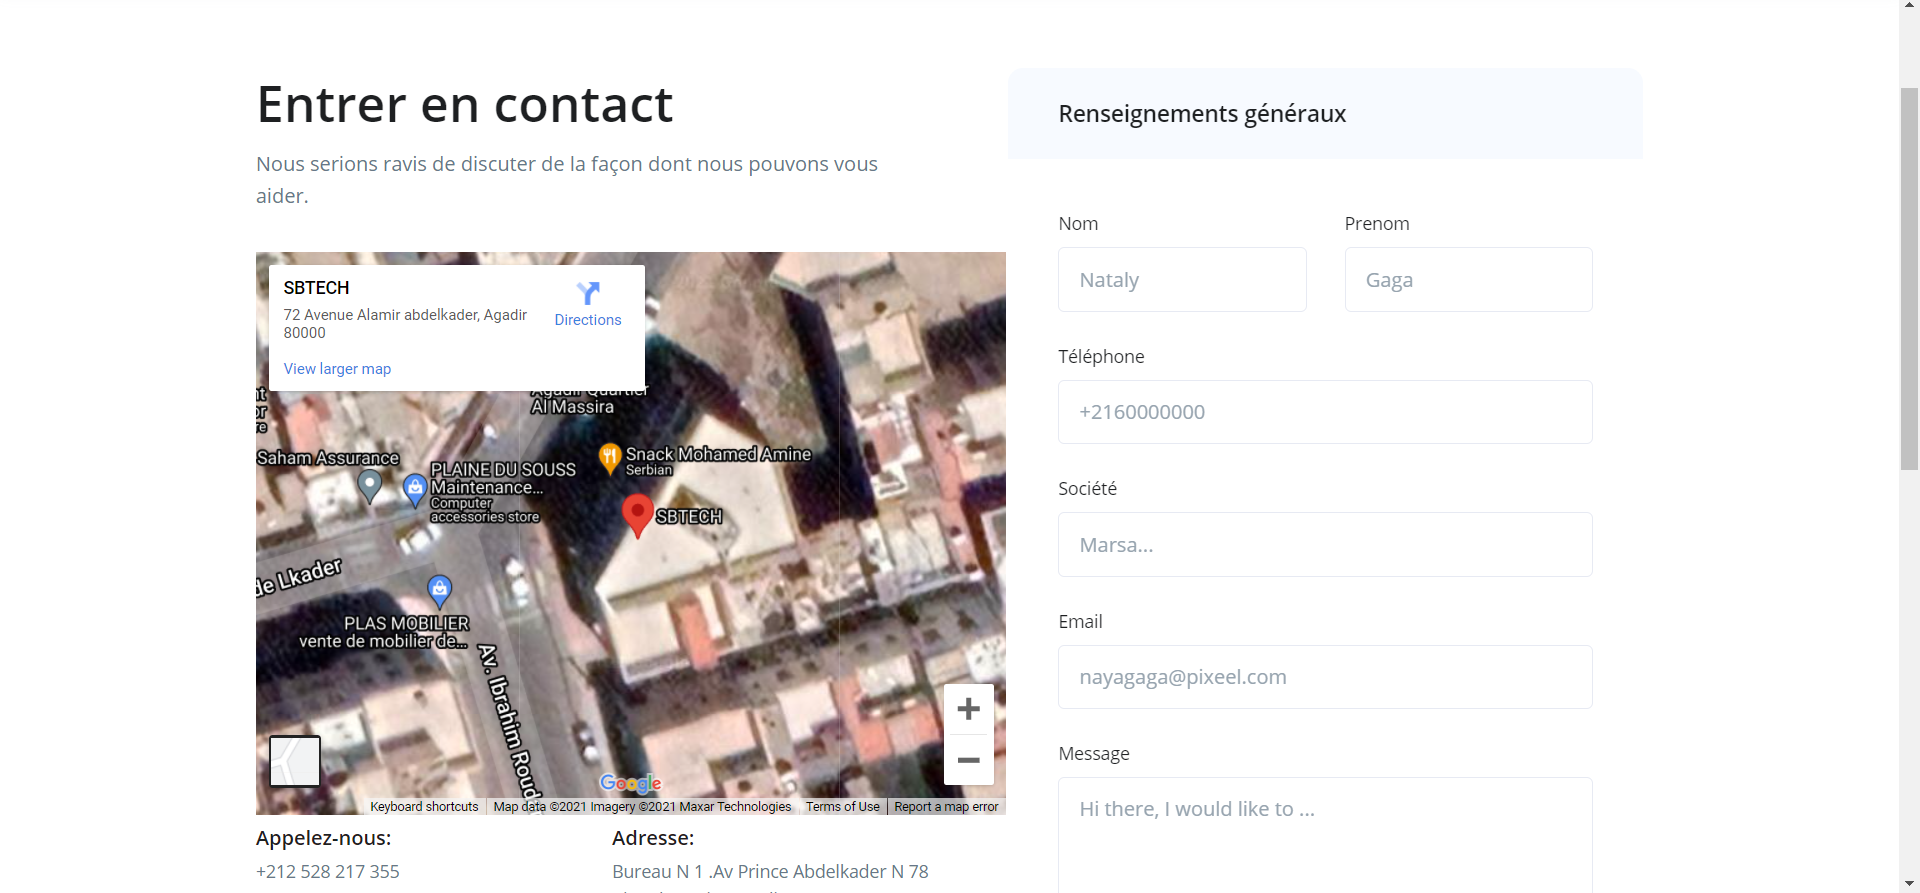 Entrer en contact
Nous serions ravis de discuter de la façon dont nous pouvons vous
aider.
SBTECH
72 Avenue Alamir abdelkader, Agadir
80000
Directions
View larger map
Al Massira
Saham Assurance
PLAINE DU SOUSS
Maintenance...
Computer
accessories store
Snack Mohamed Amine
Serbian
SBTECH
de Lkader
PLAS MOBILIER
vente de mobilier de...
Av. Ibrahim Roud
Google
Keyboard shortcuts
Map data ©2021 Imagery ©2021 Maxar Technologies
Terms of Use
Report a map error
Appelez-nous:
+212 528 217 355
Adresse:
Bureau N 1 .Av Prince Abdelkader N 78
Renseignements généraux
Nom
Prenom
Nataly
Gaga
Téléphone
+2160000000
Société
Marsa...
Email
nayagaga@pixeel.com
Message
Hi there, I would like to ...